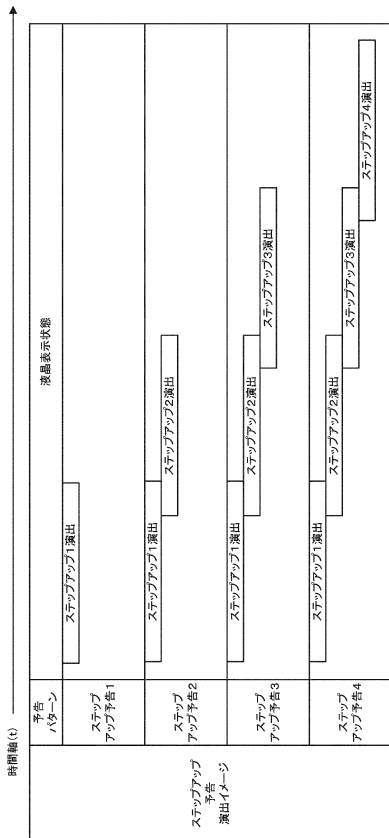 時間軸(t)
予告
パターン
液晶表示状態
ステップアップ
予告
演出イメージ
ステップ
アップ予告1
ステップアップ1演出
ステップ
アップ予告2
ステップアップ1演出
ステップアップ2演出
ステップ
アップ予告3
ステップアップ1演出
ステップアップ2演出
ステップアップ3演出
ステップ
アップ予告4
ステップアップ1演出
ステップアップ2演出
ステップアップ3演出
ステップアップ4演出